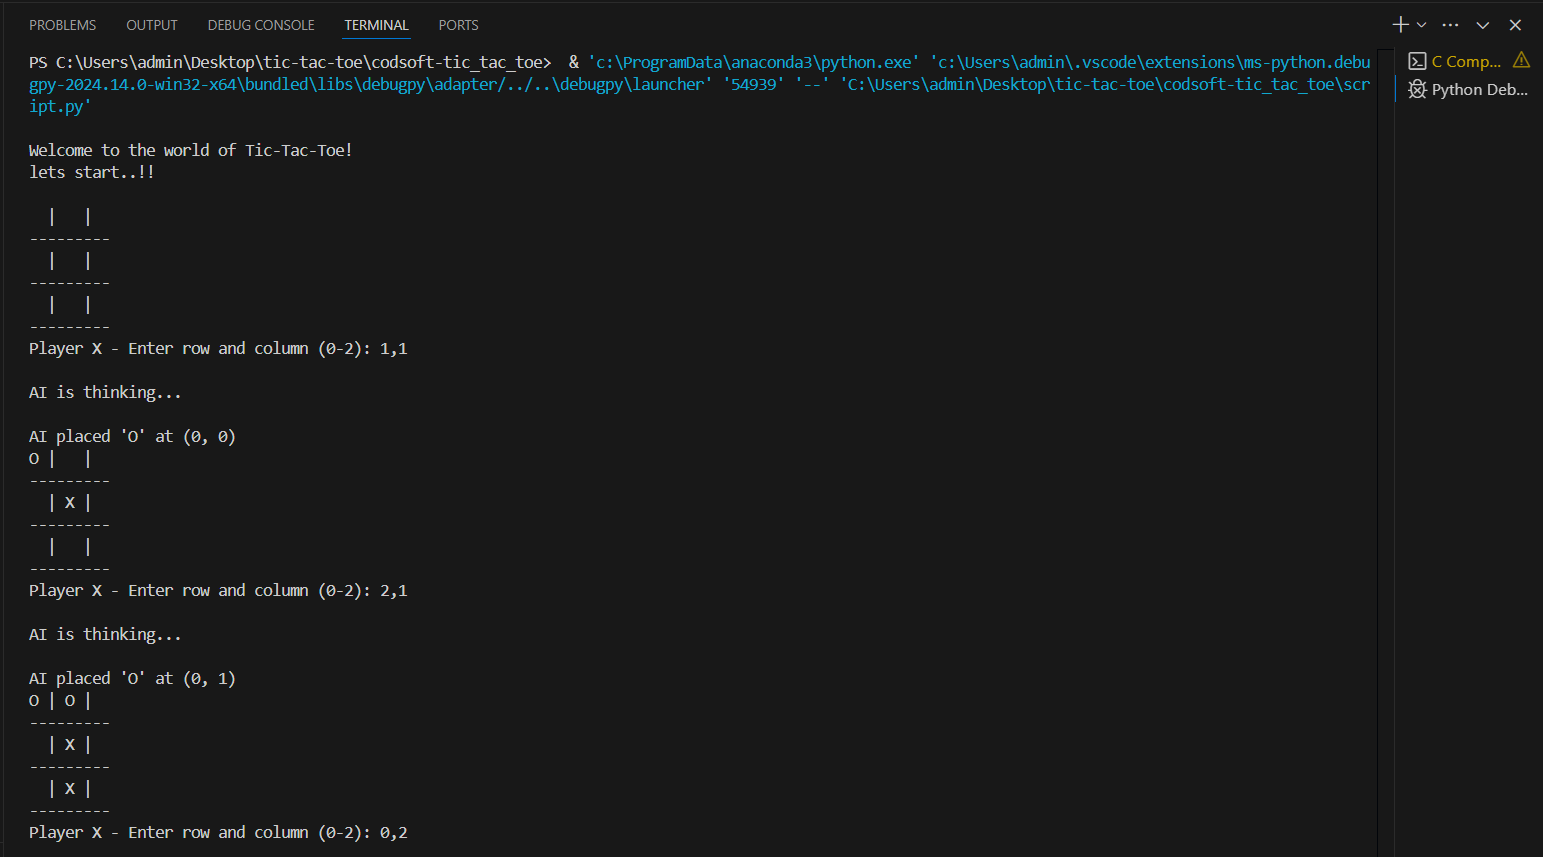 PROBLEMS OUTPUT DEBUG CONSOLE TERMINAL PORTS
PS C:\Users\admin\Desktop\tic-tac-toe\codsoft-tic_tac_toe>  & 'c:\ProgramData\anaconda3\python.exe' 'c:\Users\admin\.vscode\extensions\ms-python.debu
gpy-2024.14.0-win32-x64\bundled\libs\debugpy\adapter/../..\debugpy\launcher' '54939' '--' 'C:\Users\admin\Desktop\tic-tac-toe\codsoft-tic_tac_toe\scr
ipt.py'
C Comp...
Python Deb...
Welcome to the world of Tic-Tac-Toe!
lets start..!!
  |   |
---------
  |   |
---------
  |   |
---------
Player X - Enter row and column (0-2): 1,1
AI is thinking...
AI placed 'O' at (0, 0)
O |   |
---------
  | X |
---------
  |   |
---------
Player X - Enter row and column (0-2): 2,1
AI is thinking...
AI placed 'O' at (0, 1)
O | O |
---------
  | X |
---------
  | X |
---------
Player X - Enter row and column (0-2): 0,2